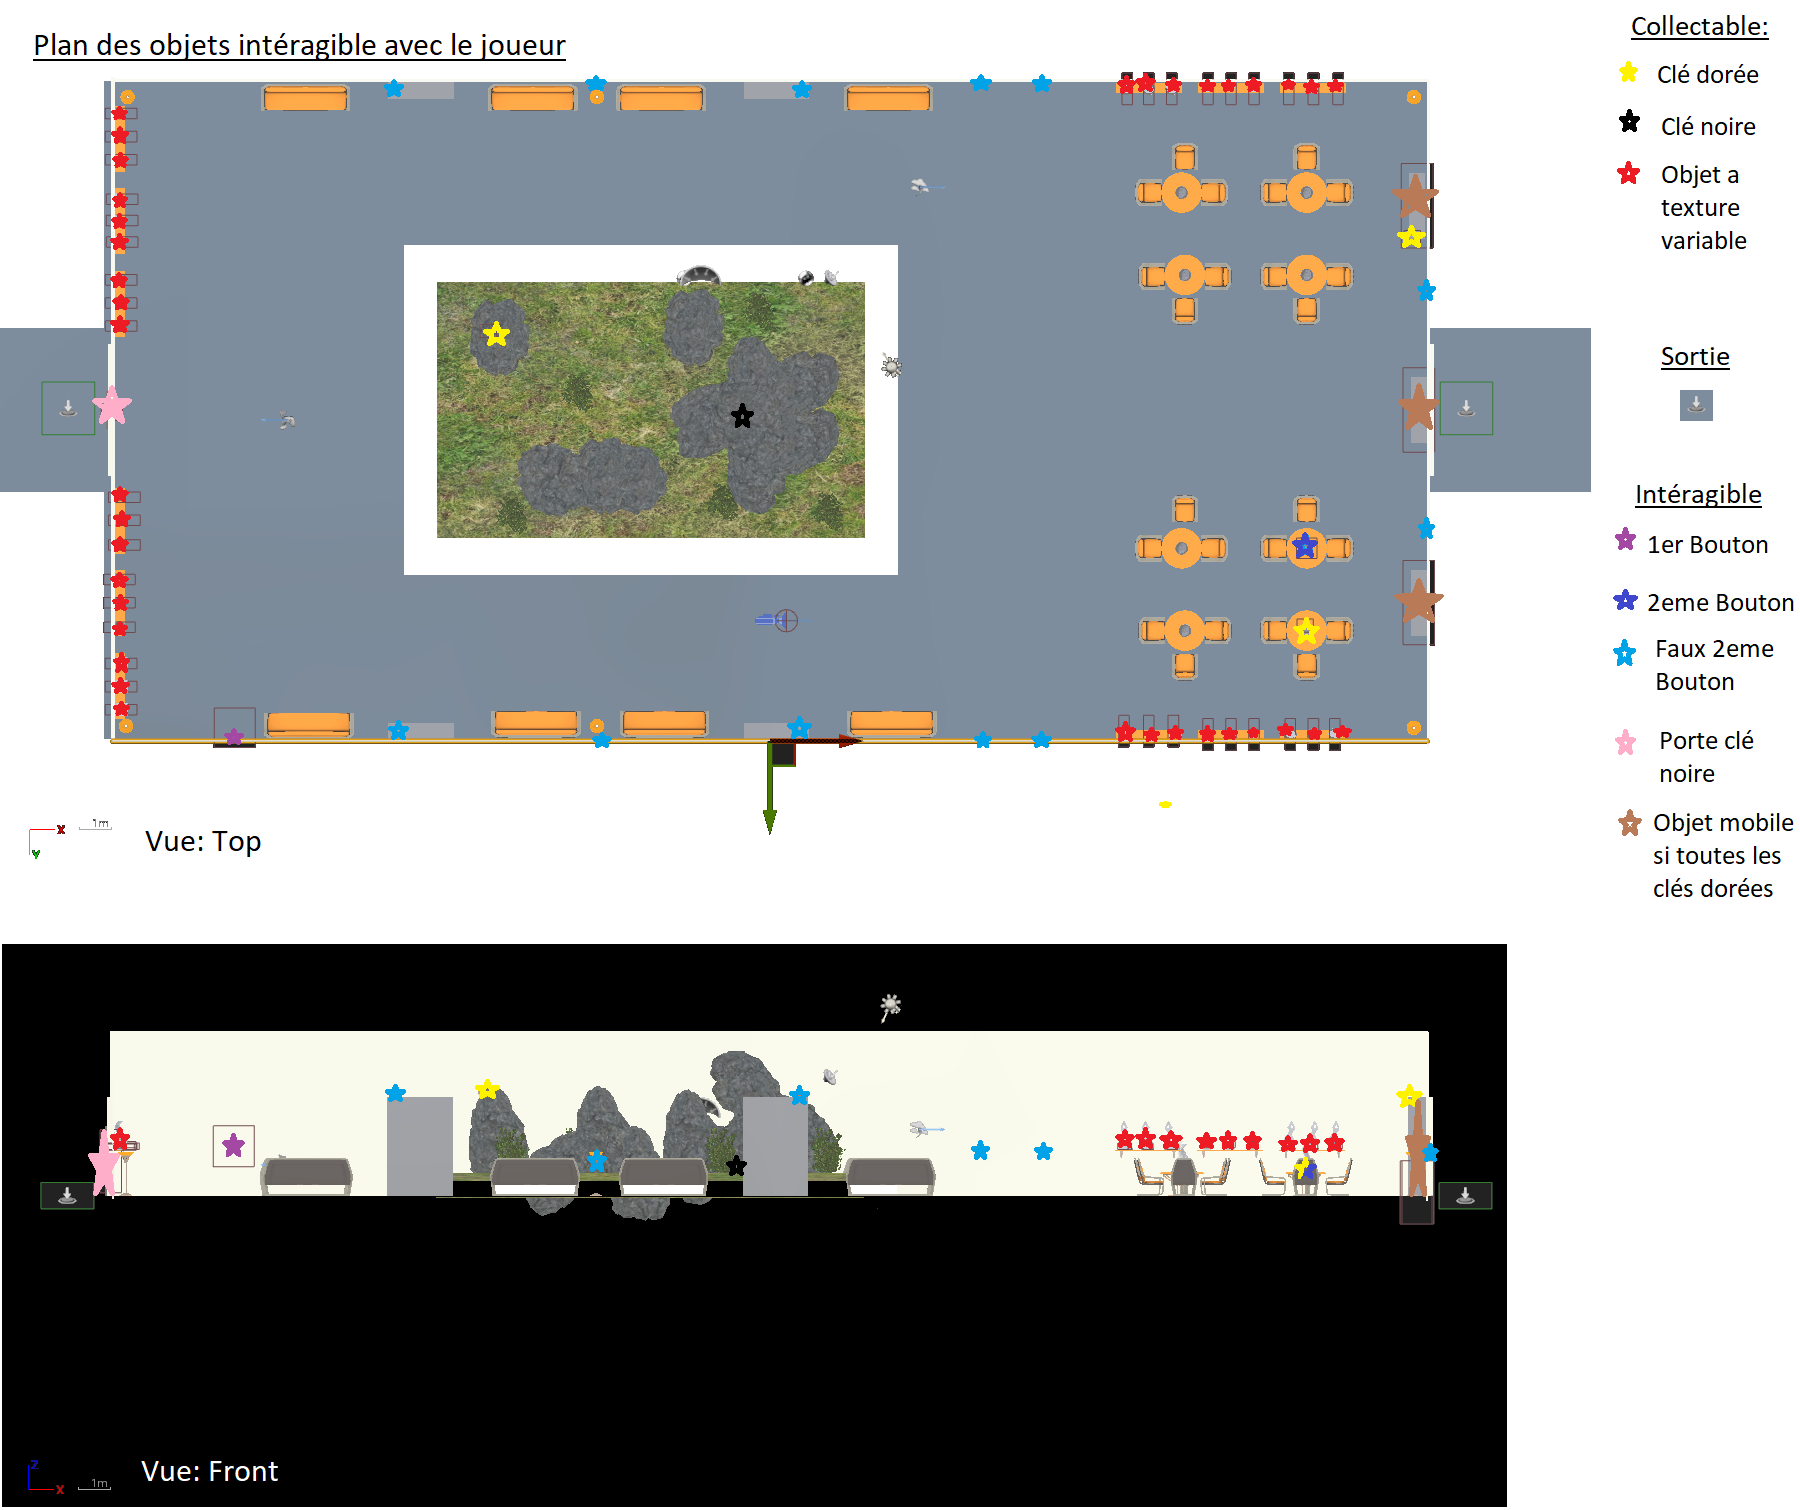 Plan des objets intéragible avec le joueur
Collectable:
Clé dorée
Clé noire
Objet a
texture
variable
Sortie
Intéragible
1er Bouton
2eme Bouton
Faux 2eme
Bouton
Porte clé
noire
Objet mobile
si toutes les
clés dorées
X
Y
1m
Vue: Top
Z
X
1m
Vue: Front